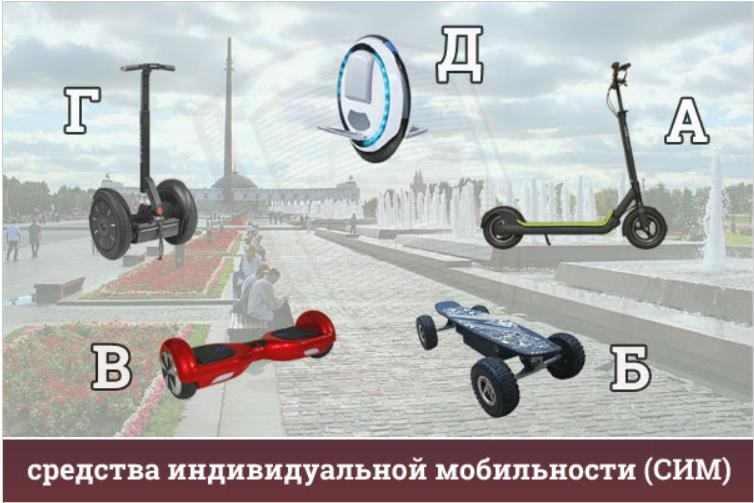 Д
Г
А
В
Б
средства индивидуальной мобильности (СИМ)